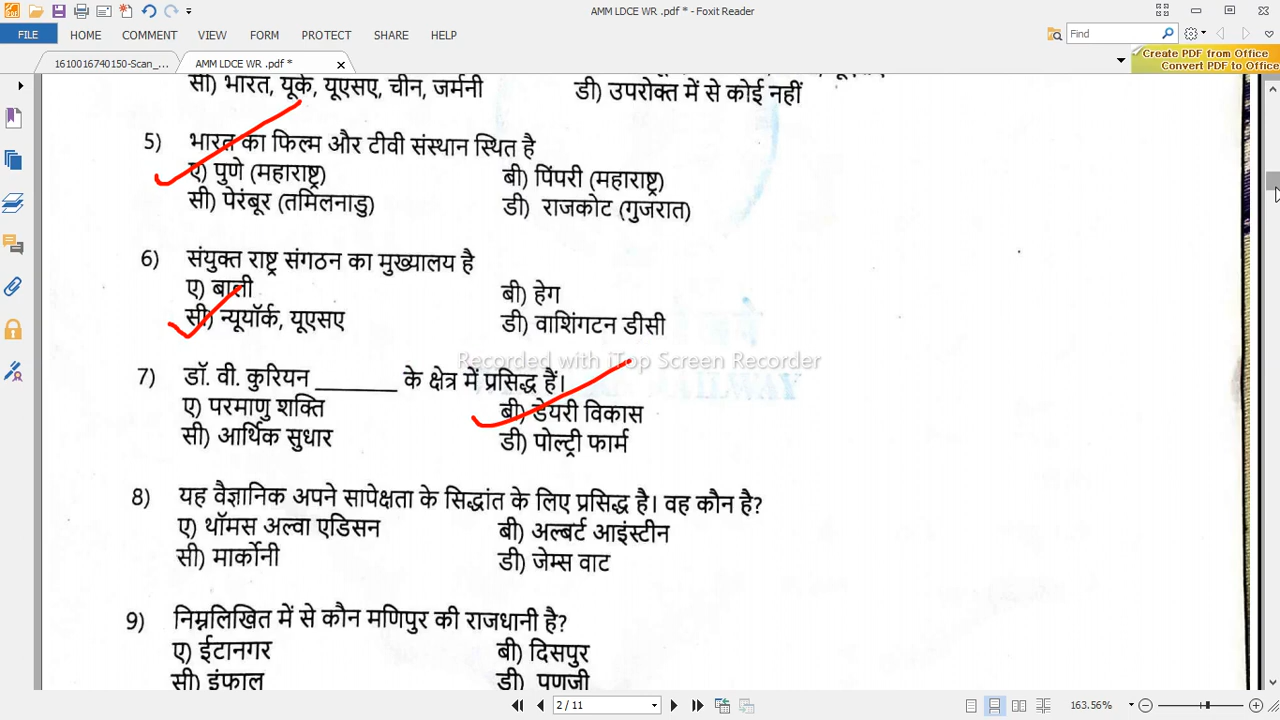 AMM LDCE WR .pdf * - Foxit Reader
FILE HOME COMMENT VIEW FORM PROTECT SHARE HELP
Find
1610016740150-Scan_... AMM LDCE WR .pdf *
Create PDF from Office
Convert PDF to Office
सी) भारत, यूके, यूएसए, चीन, जर्मनी डी) उपरोक्त में से कोई नहीं
5) भारत का फिल्म और टीवी संस्थान स्थित है
ए) पुणे (महाराष्ट्र) बी) पिंपरी (महाराष्ट्र)
सी) पेरंबूर (तमिलनाडु) डी) राजकोट (गुजरात)
6) संयुक्त राष्ट्र संगठन का मुख्यालय है
ए) बाली बी) हेग
सी) न्यूयॉर्क, यूएसए डी) वाशिंगटन डीसी
Recorded with iTop Screen Recorder
7) डॉ. वी. कुरियन ________ के क्षेत्र में प्रसिद्ध हैं।
ए) परमाणु शक्ति बी) डेयरी विकास
सी) आर्थिक सुधार डी) पोल्ट्री फार्म
8) यह वैज्ञानिक अपने सापेक्षता के सिद्धांत के लिए प्रसिद्ध है। वह कौन है?
ए) थॉमस अल्वा एडिसन बी) अल्बर्ट आइंस्टीन
सी) मार्कोनी डी) जेम्स वाट
9) निम्नलिखित में से कौन मणिपुर की राजधानी है?
ए) ईटानगर बी) दिसपुर
सी) इंफाल डी) पणजी
2 / 11 163.56%